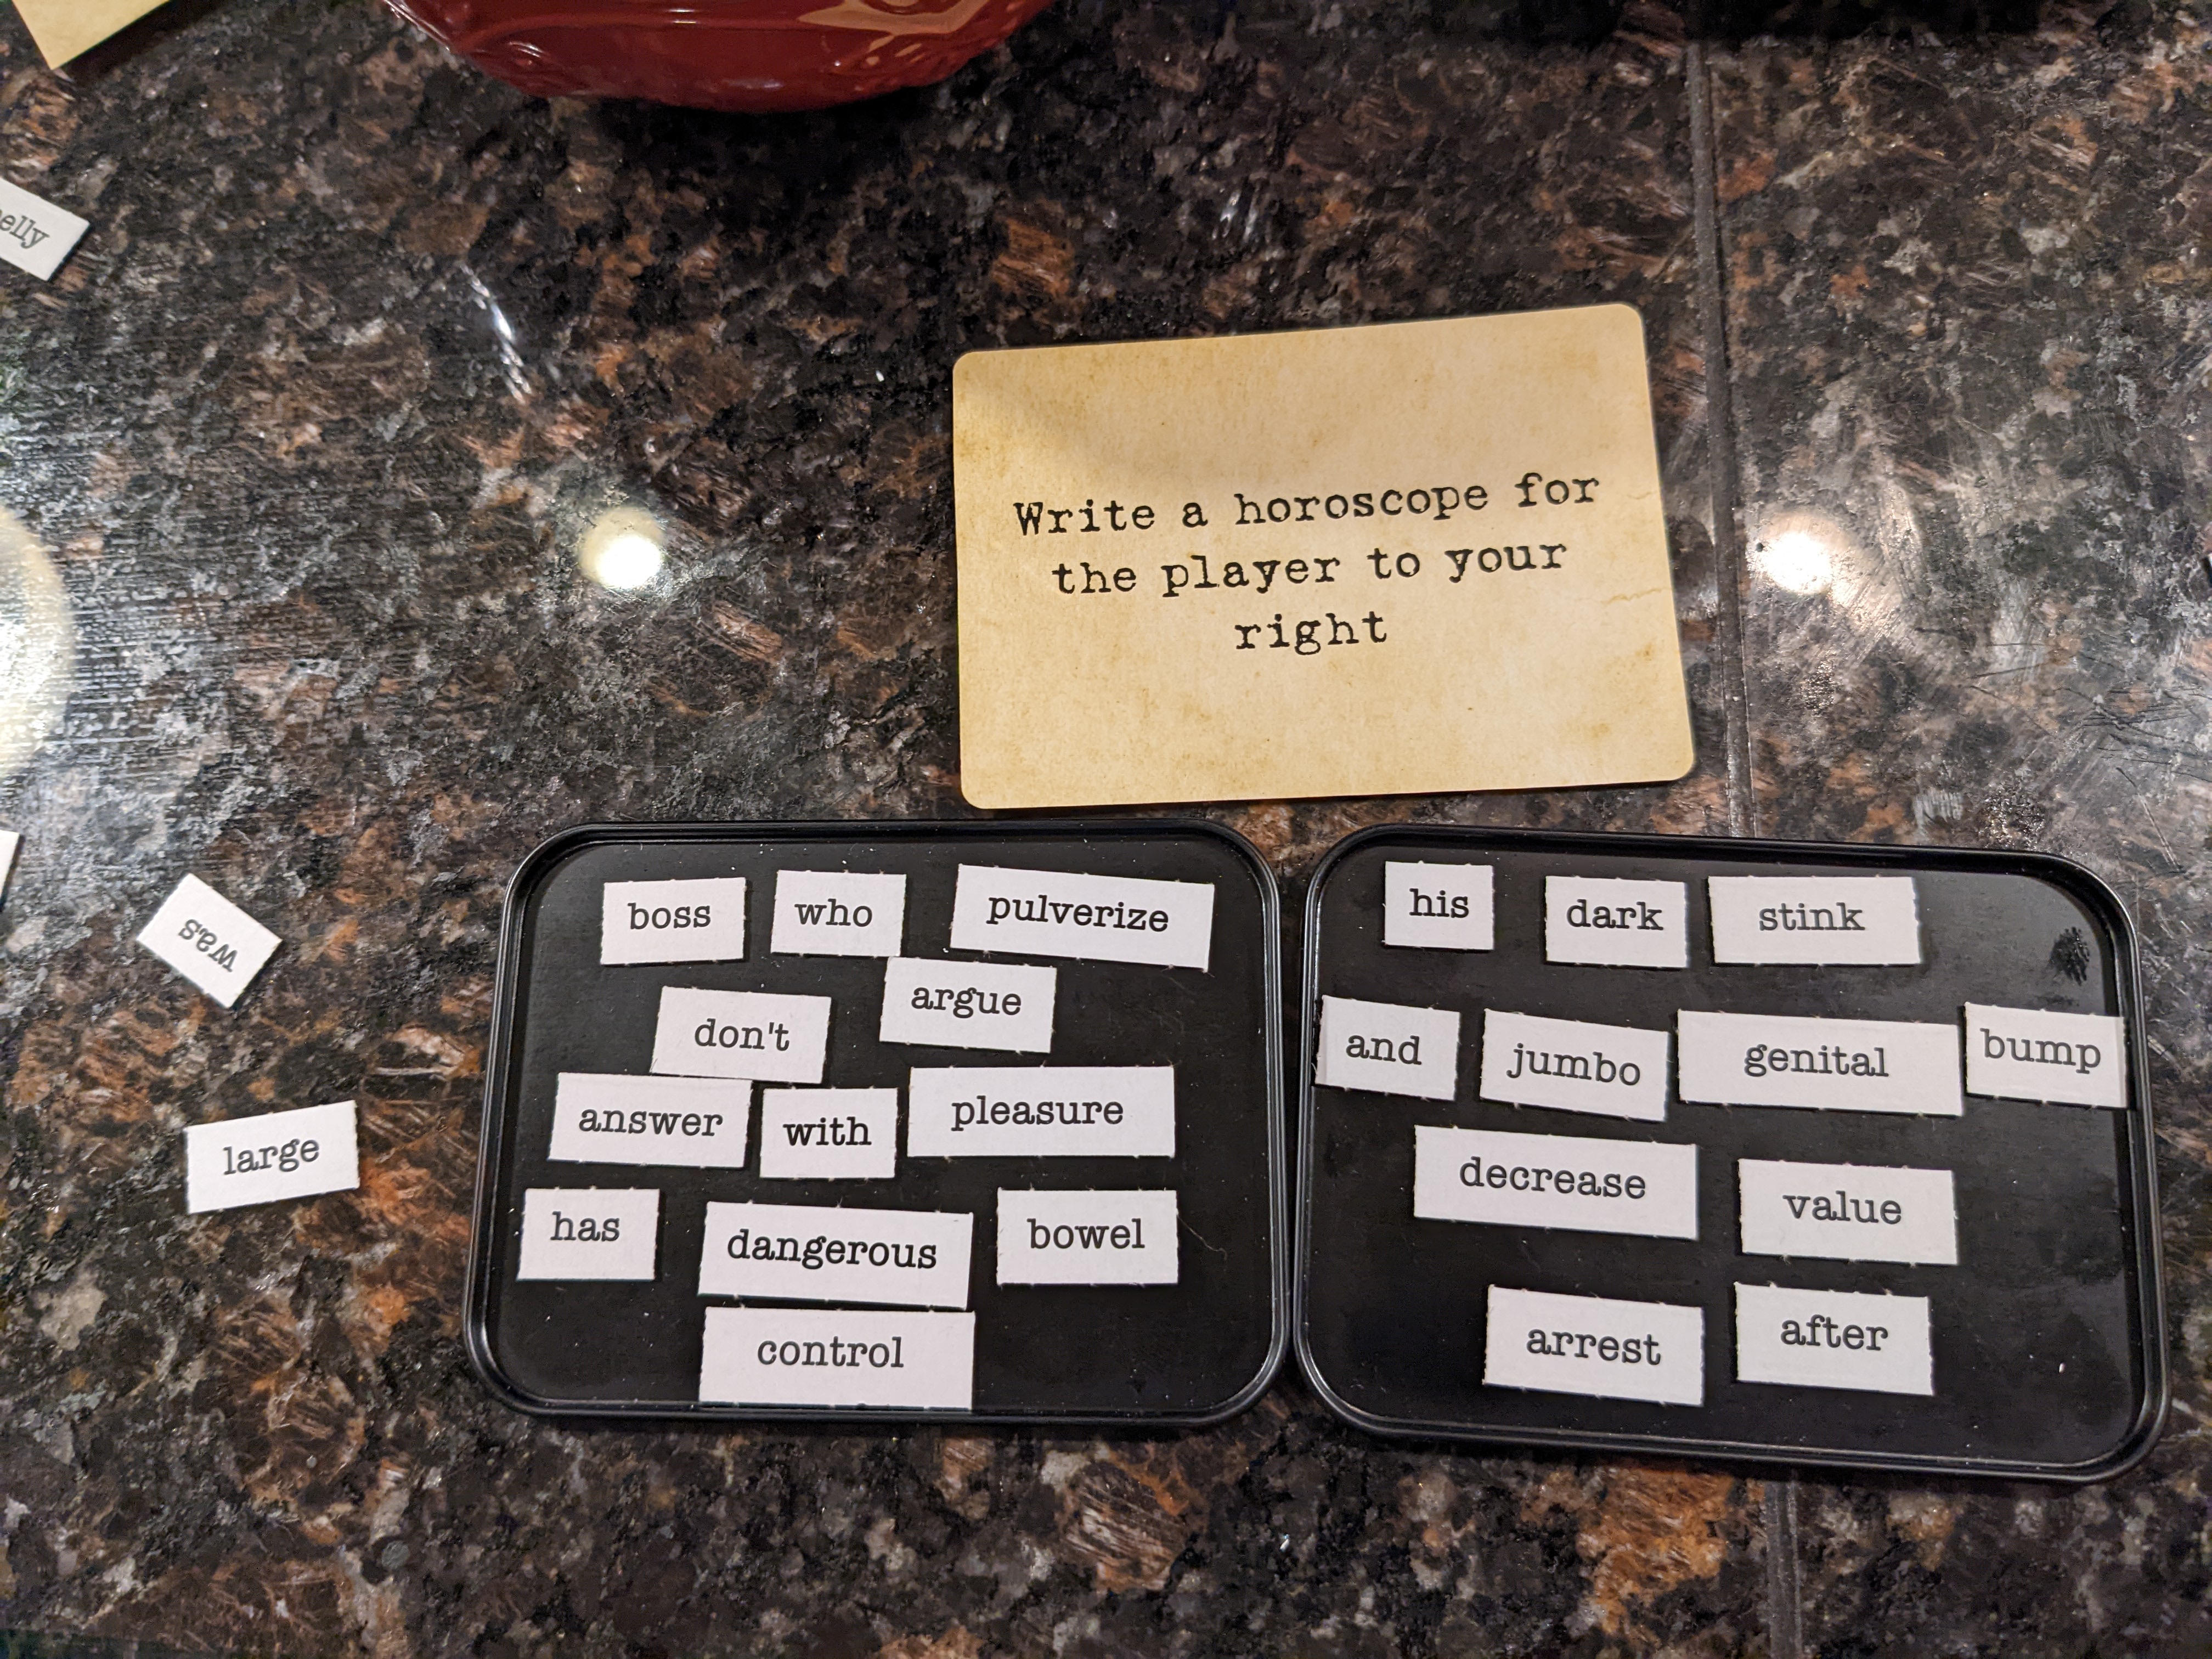 Write a horoscope for
the player to your
right
boss who pulverize
don't argue
answer with pleasure
has dangerous bowel
control
his dark stink
and jumbo genital bump
decrease value
arrest after
was
large